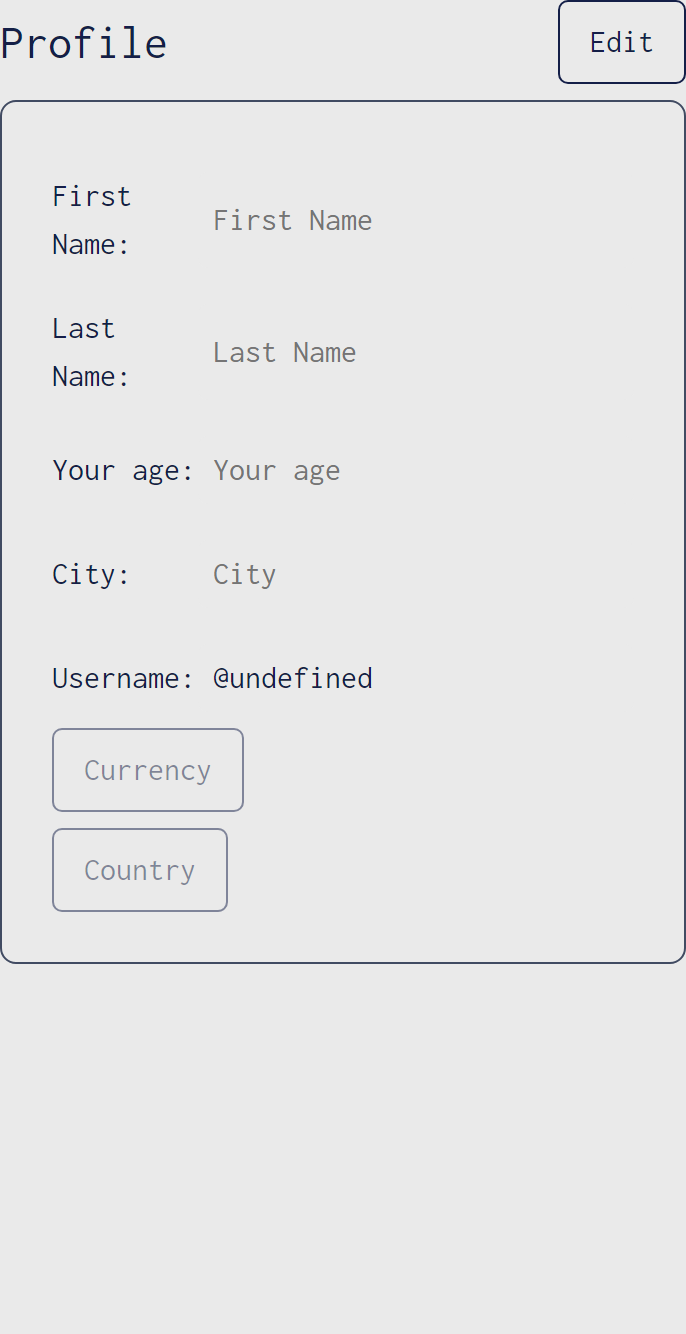 Profile
Edit
First
Name:
First Name
Last
Name:
Last Name
Your age: Your age
City: City
Username: @undefined
Currency
Country